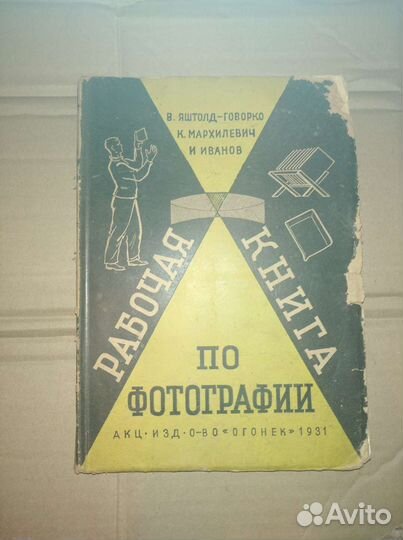 В. ЯШТОЛД-ГОВОРКО
К. МАРХИЛЕВИЧ
И ИВАНОВ
РАБОЧАЯ
КНИГА
ПО
ФОТОГРАФИИ
АКЦ·ИЗД·О-ВО «ОГОНЕК» 1931
Avito